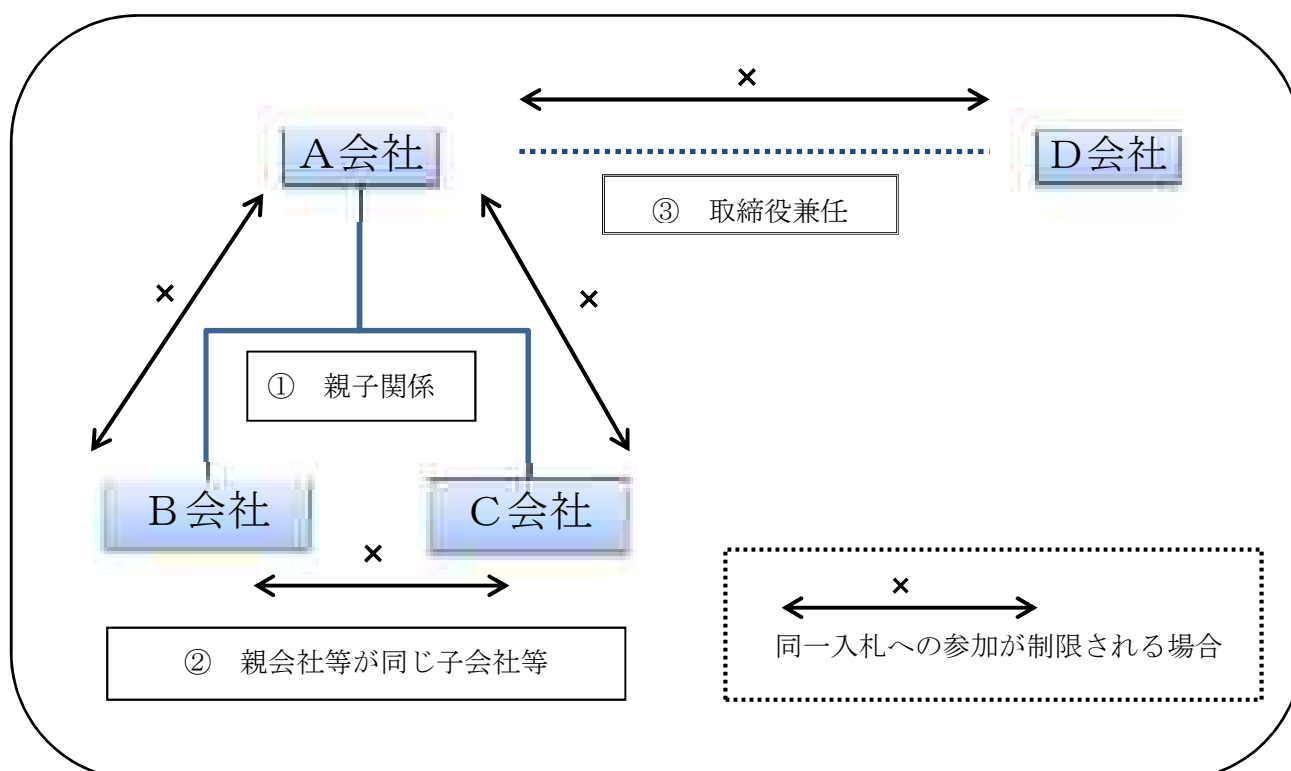 ×
A会社
D会社
③ 取締役兼任
×
×
① 親子関係
B会社
C会社
×
② 親会社等が同じ子会社等
×
同一入札への参加が制限される場合